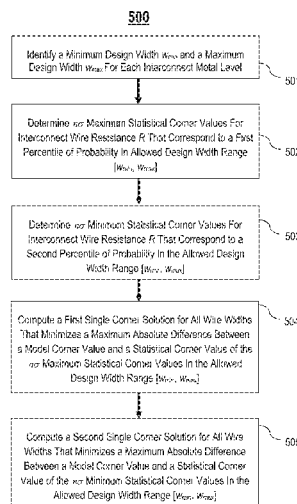 500
Identify a Minimum Design Width wmin and a Maximum
Design Width wmax For Each Interconnect Metal Level
501
Determine nσ Maximum Statistical Corner Values For
Interconnect Wire Resistance R That Correspond to a First
Percentile of Probability In Allowed Design Width Range
[wmin, wmax]
502
Determine nσ Minimum Statistical Corner Values For
Interconnect Wire Resistance R That Correspond to a
Second Percentile of Probability In the Allowed Design
Width Range [wmin, wmax]
503
Compute a First Single Corner Solution for All Wire Widths
That Minimizes a Maximum Absolute Difference Between
a Model Corner Value and a Statistical Corner Value of the
nσ Maximum Statistical Corner Values In the Allowed
Design Width Range [wmin, wmax]
504
Compute a Second Single Corner Solution for All Wire
Widths That Minimizes a Maximum Absolute Difference
Between a Model Corner Value and a Statistical Corner
Value of the nσ Minimum Statistical Corner Values In the
Allowed Design Width Range [wmin, wmax]
505